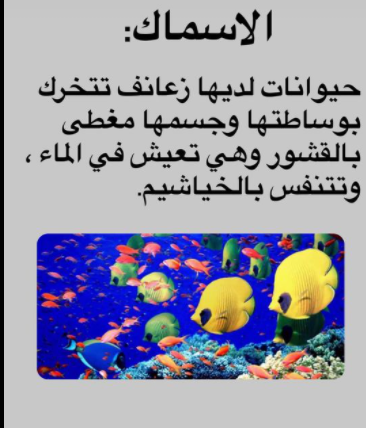 الاسماك:
حيوانات لديها زعانف تتخرك
بوساطتها وجسمها مغطى
بالقشور وهي تعيش في الماء ،
وتتنفس بالخياشيم.